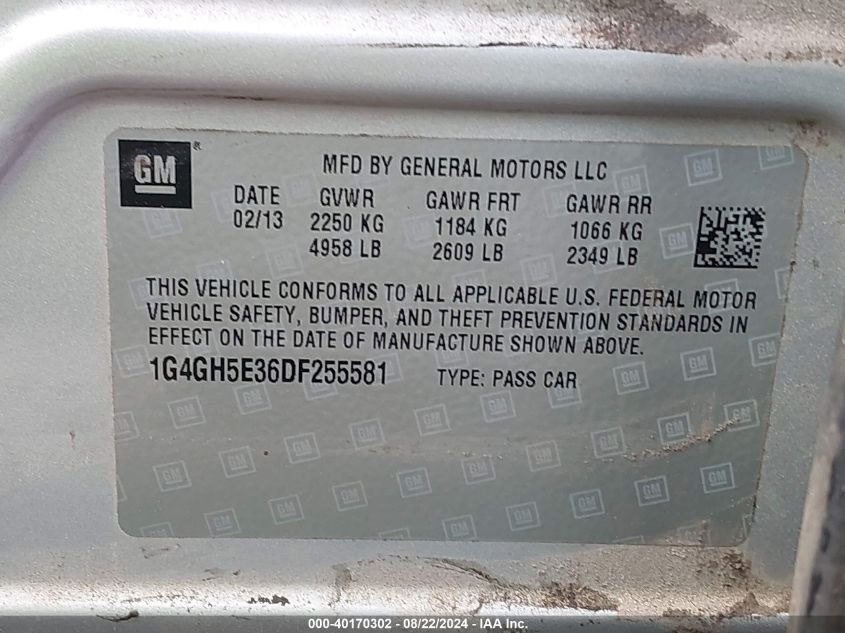 GM ®
MFD BY GENERAL MOTORS LLC
DATE GVWR GAWR FRT GAWR RR
02/13 2250 KG 1184 KG 1066 KG
4958 LB 2609 LB 2349 LB
THIS VEHICLE CONFORMS TO ALL APPLICABLE U.S. FEDERAL MOTOR
VEHICLE SAFETY, BUMPER, AND THEFT PREVENTION STANDARDS IN
EFFECT ON THE DATE OF MANUFACTURE SHOWN ABOVE.
1G4GH5E36DF255581 TYPE: PASS CAR
000-40170302 - 08/22/2024 - IAA Inc.